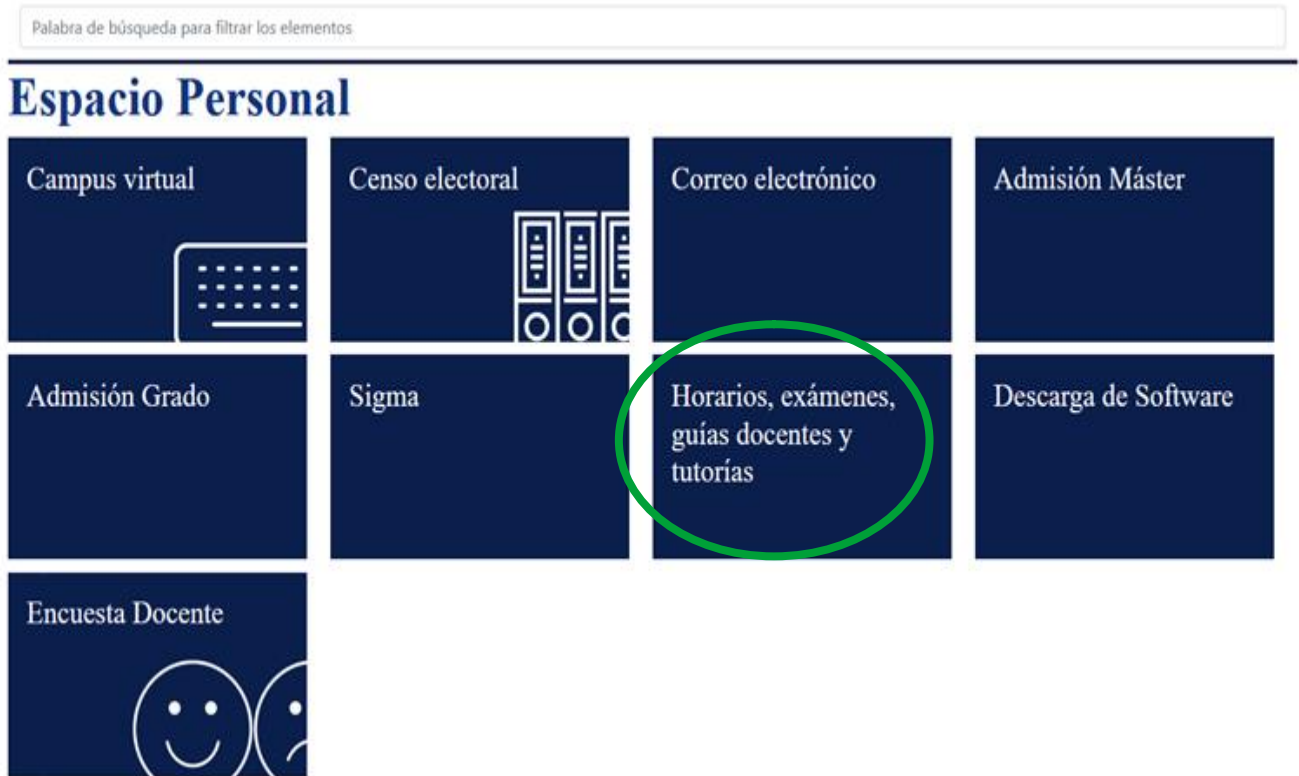 Palabra de búsqueda para filtrar los elementos
Espacio Personal
Campus virtual
Censo electoral
Correo electrónico
Admisión Máster
Admisión Grado
Sigma
Horarios, exámenes,
guías docentes y
tutorías
Descarga de Software
Encuesta Docente